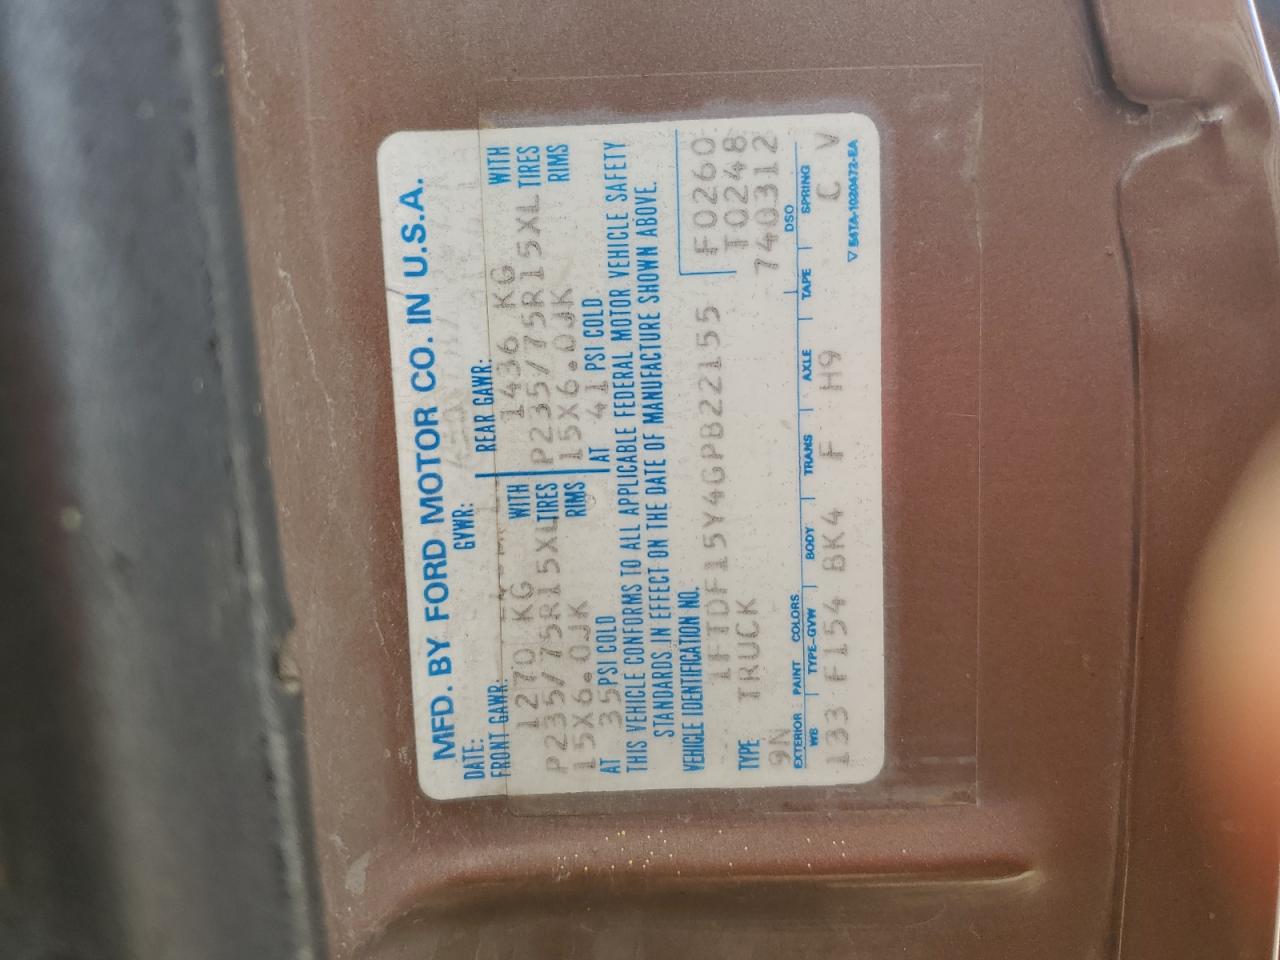 MFD. BY FORD MOTOR CO. IN U.S.A.
DATE: GVWR:
FRONT GAWR: REAR GAWR:
1270 KG WITH 1436 KG WITH
P235/75R15XL TIRES P235/75R15XL TIRES
15X6.0JK RIMS 15X6.0JK RIMS
AT 35 PSI COLD AT 41 PSI COLD
THIS VEHICLE CONFORMS TO ALL APPLICABLE FEDERAL MOTOR VEHICLE SAFETY
STANDARDS IN EFFECT ON THE DATE OF MANUFACTURE SHOWN ABOVE.
VEHICLE IDENTIFICATION NO.
1FTDF15Y4GPB22155 F0260
TYPE TRUCK T0248
9N 740312
EXTERIOR PAINT COLORS DSO
WB TYPE-GVW BODY TRANS AXLE TAPE SPRING
133 F154 BK4 F H9 C V
▽ E4TA-1020472-EA